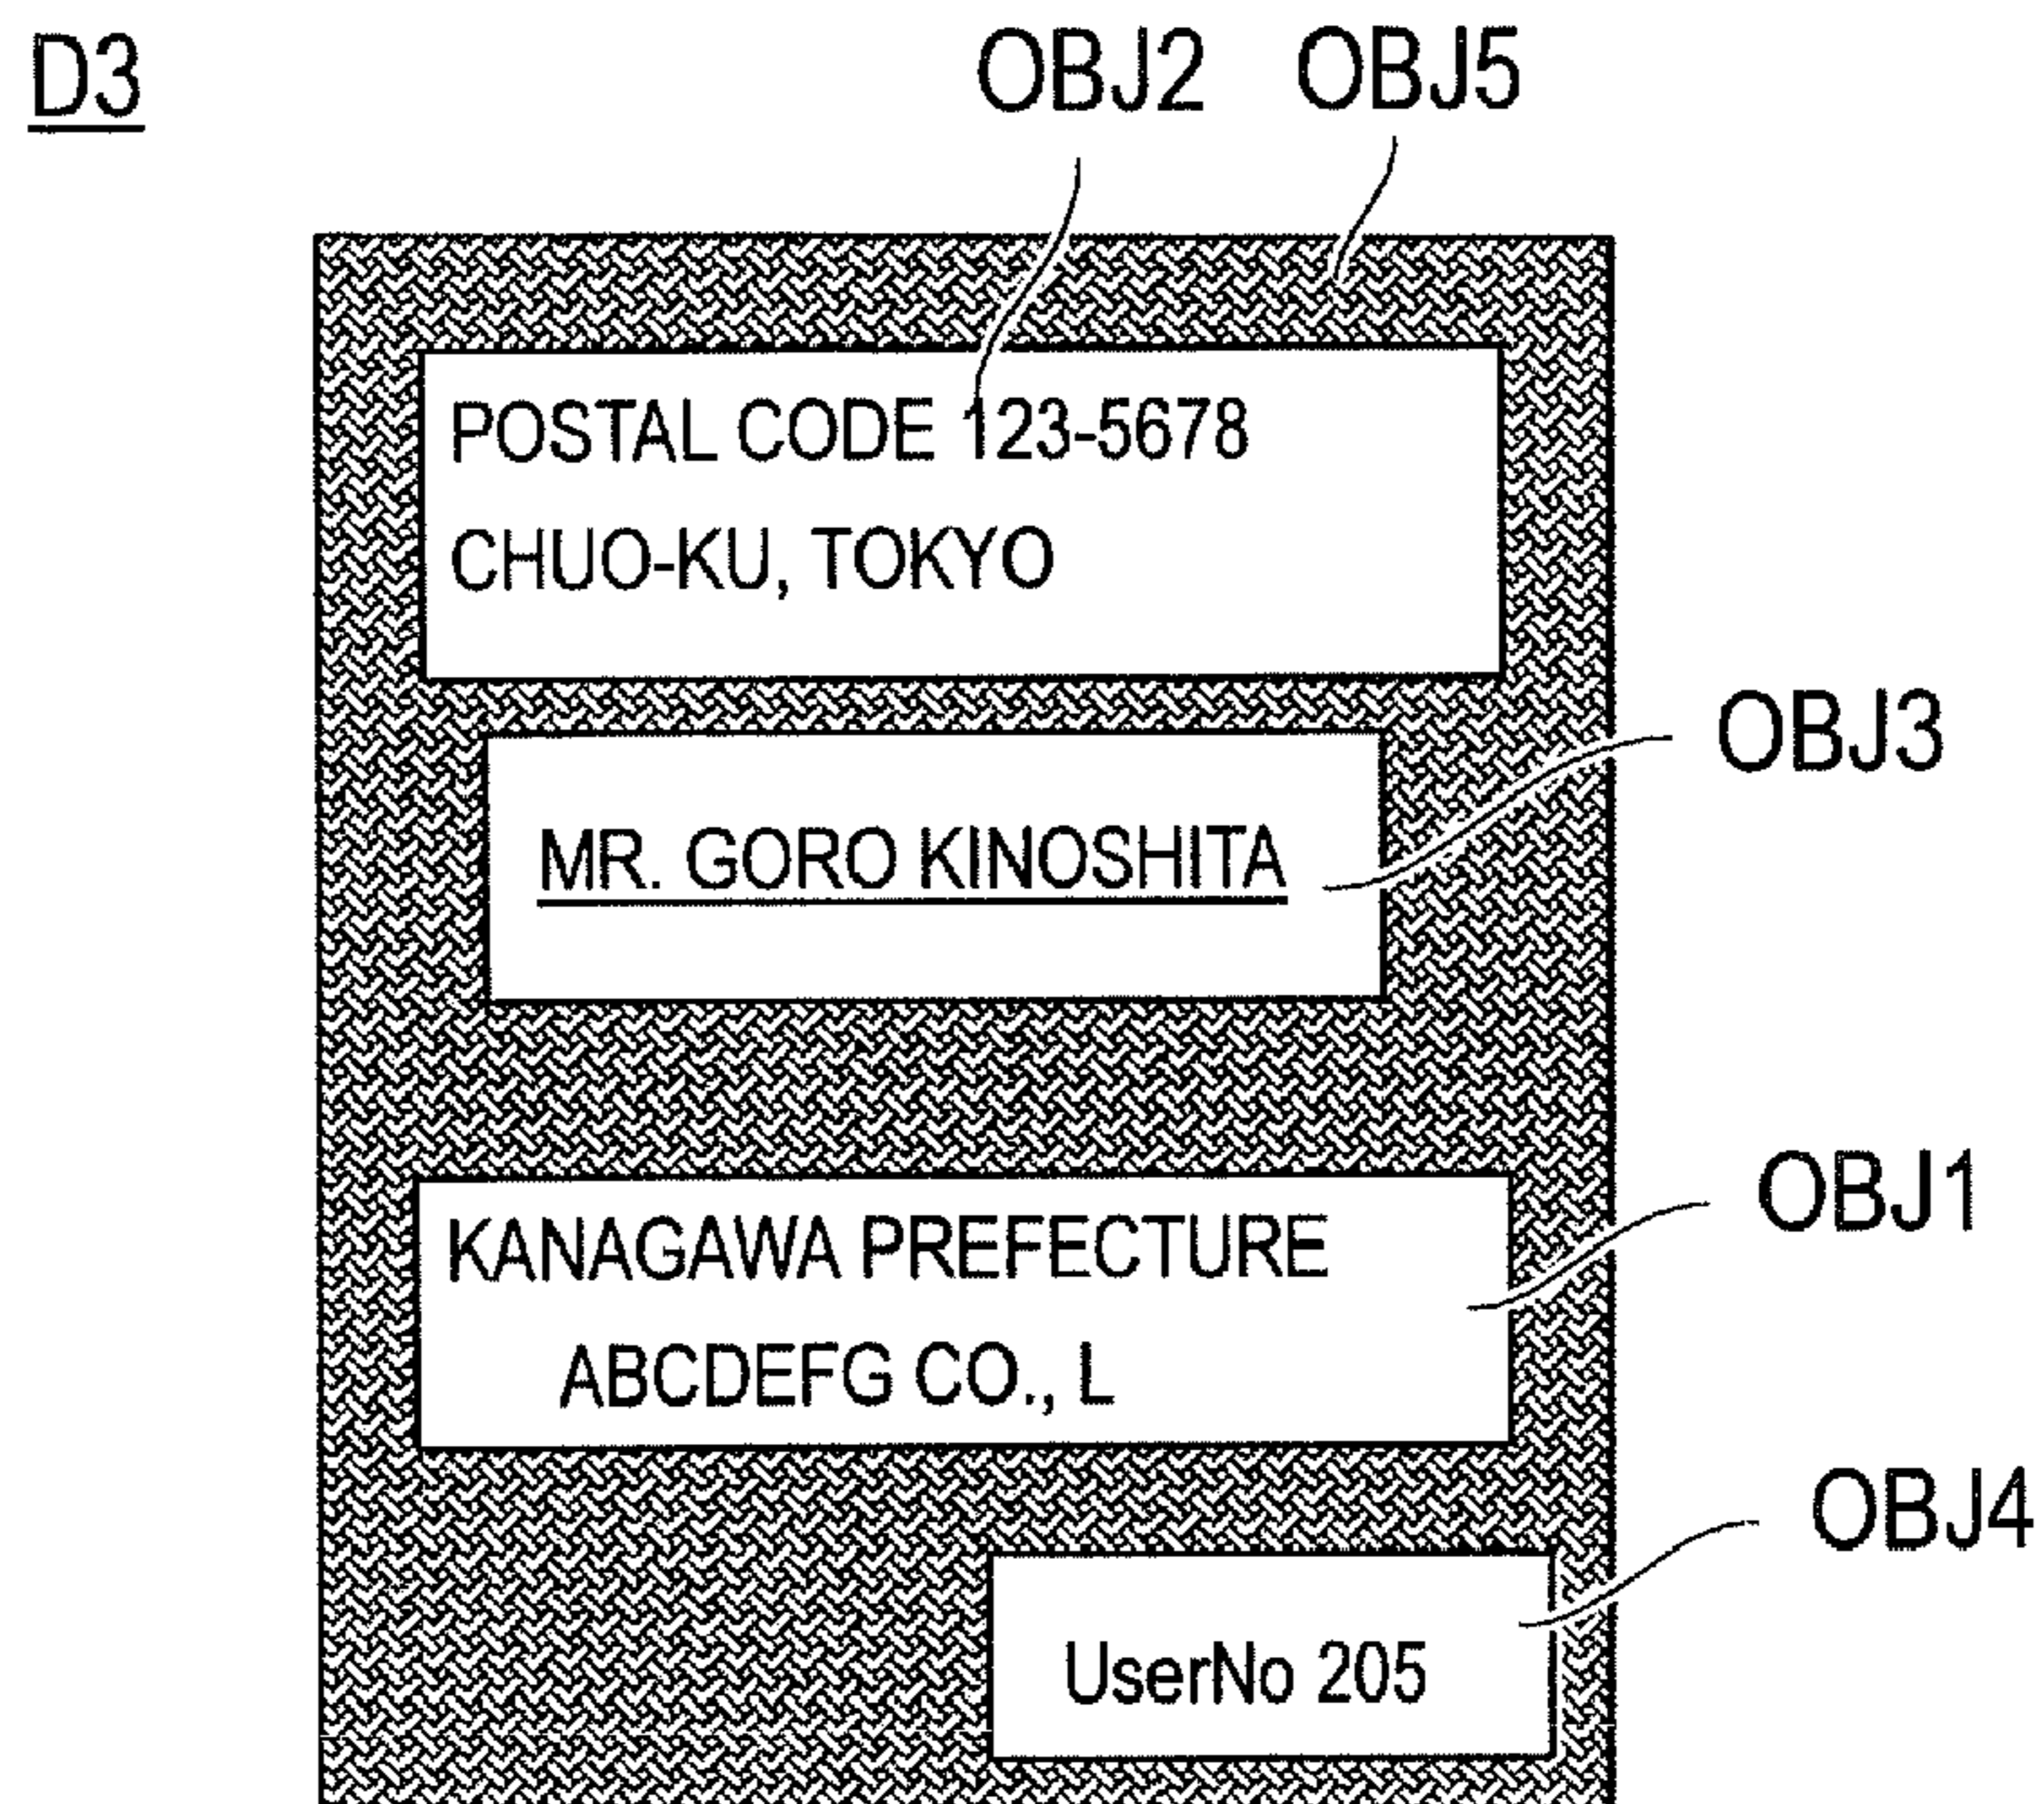 D3
OBJ2 OBJ5
POSTAL CODE 123-5678
CHUO-KU, TOKYO
OBJ3
MR. GORO KINOSHITA
OBJ1
KANAGAWA PREFECTURE
ABCDEFG CO., L
OBJ4
UserNo 205